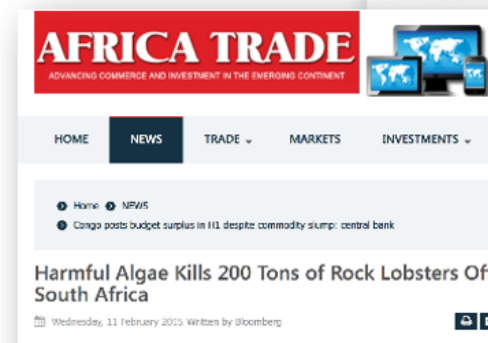 AFRICA TRADE
ADVANCING COMMERCE AND INVESTMENT IN THE EMERGING CONTINENT
HOME NEWS TRADE MARKETS INVESTMENTS
Home NEWS
Congo posts budget surplus in H1 despite commodity slump: central bank
Harmful Algae Kills 200 Tons of Rock Lobsters Off
South Africa
Wednesday, 11 February 2015 Written by Bloomberg